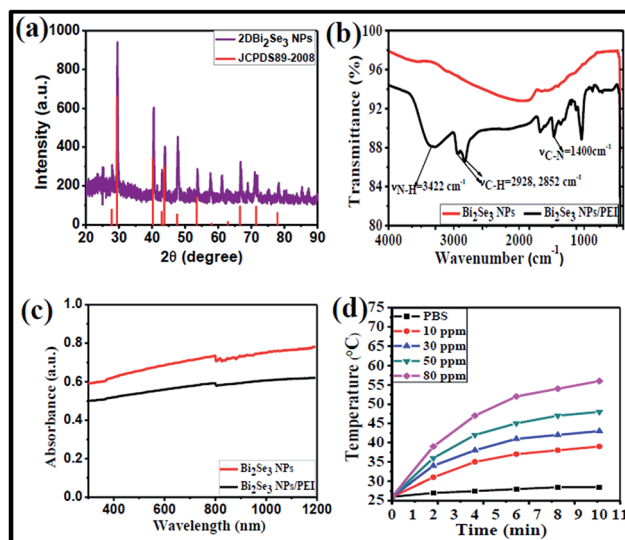 (a)
2DBi2Se3 NPs
JCPDS89-2008
Intensity (a.u.)
1000
800
600
400
200
0
20 30 40 50 60 70 80 90
2θ (degree)
(b)
Transmittance (%)
100
96
92
88
84
80
νN-H=3422 cm-1
νC-H=2928, 2852 cm-1
νC-N=1400cm-1
Bi2Se3 NPs
Bi2Se3 NPs/PEI
4000 3000 2000 1000
Wavenumber (cm-1)
(c)
Absorbance (a.u.)
1.0
0.8
0.6
0.4
0.2
0.0
Bi2Se3 NPs
Bi2Se3 NPs/PEI
400 600 800 1000 1200
Wavelength (nm)
(d)
Temperature (°C)
75
70
65
60
55
50
45
40
35
30
25
PBS
10 ppm
30 ppm
50 ppm
80 ppm
0 1 2 3 4 5 6 7 8 9 10 11
Time (min)